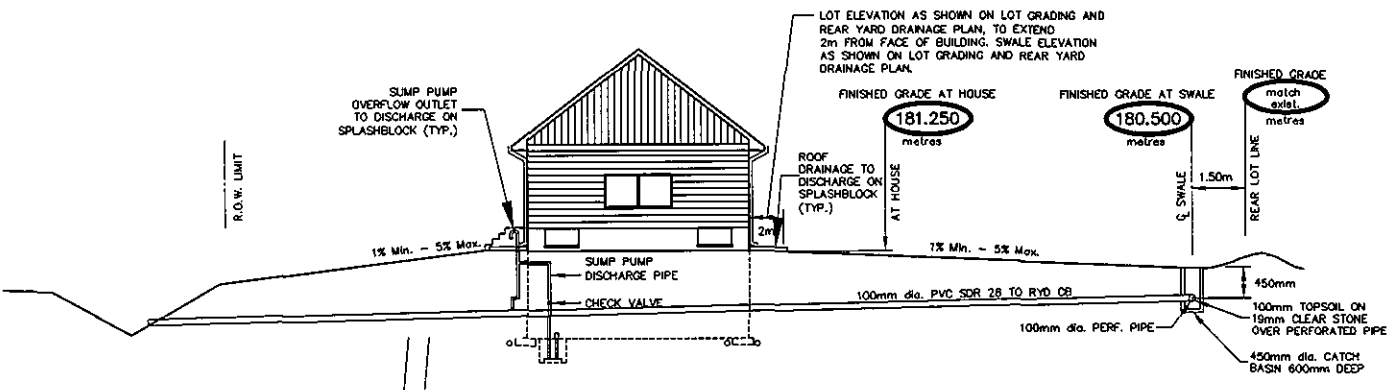 LOT ELEVATION AS SHOWN ON LOT GRADING AND
REAR YARD DRAINAGE PLAN, TO EXTEND
2m FROM FACE OF BUILDING. SWALE ELEVATION
AS SHOWN ON LOT GRADING AND REAR YARD
DRAINAGE PLAN.
SUMP PUMP
OVERFLOW OUTLET
TO DISCHARGE ON
SPLASHBLOCK (TYP.)
FINISHED GRADE AT HOUSE
181.250
metres
FINISHED GRADE AT SWALE
180.500
metres
FINISHED GRADE
match
exist.
metres
R.O.W. LIMIT
ROOF
DRAINAGE TO
DISCHARGE ON
SPLASHBLOCK
(TYP.)
AT HOUSE
℄ SWALE
1.50m
REAR LOT LINE
2m
1% Min. - 5% Max.
1% Min. - 5% Max.
SUMP PUMP
DISCHARGE PIPE
CHECK VALVE
100mm dia. PVC SDR 28 TO RYD CB
450mm
100mm dia. PERF. PIPE
100mm TOPSOIL ON
19mm CLEAR STONE
OVER PERFORATED PIPE
450mm dia. CATCH
BASIN 600mm DEEP